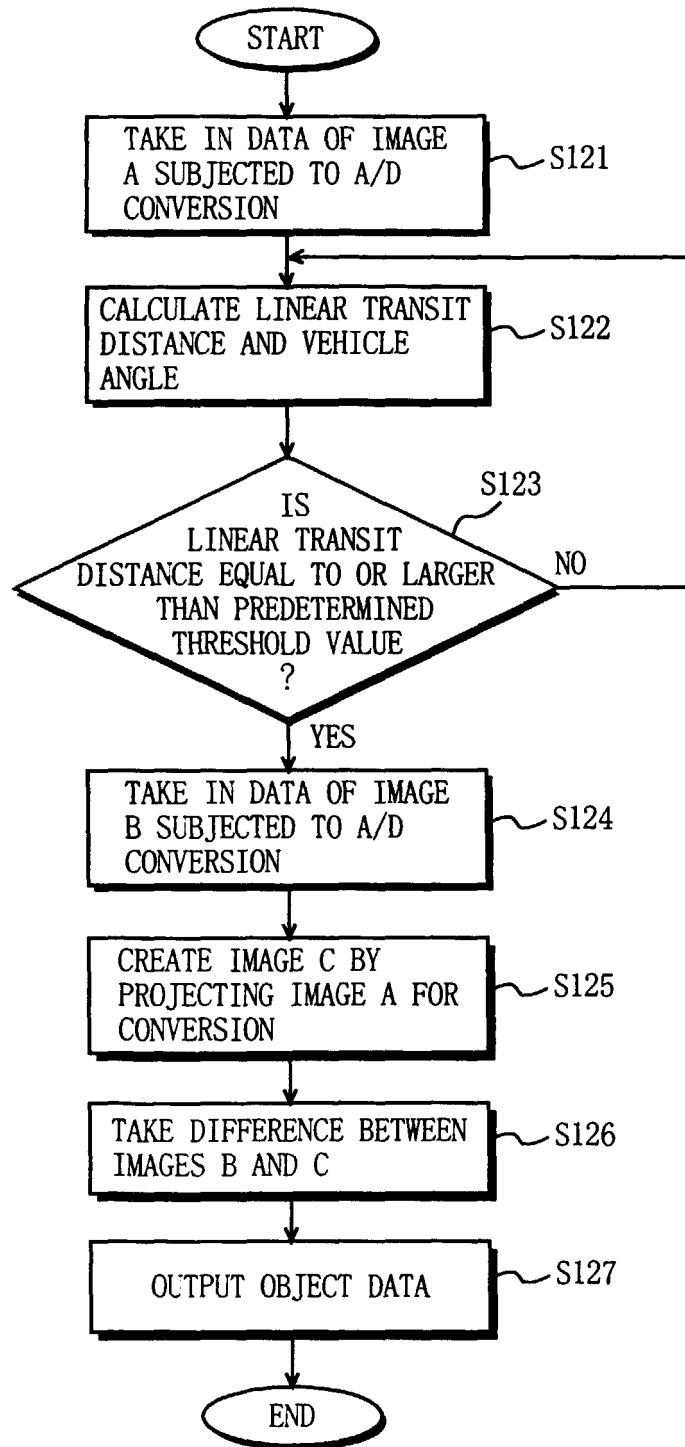 START
TAKE IN DATA OF IMAGE
A SUBJECTED TO A/D
CONVERSION
S121
CALCULATE LINEAR TRANSIT
DISTANCE AND VEHICLE
ANGLE
S122
S123
IS
LINEAR TRANSIT
DISTANCE EQUAL TO OR LARGER
THAN PREDETERMINED
THRESHOLD VALUE
?
NO
YES
TAKE IN DATA OF IMAGE
B SUBJECTED TO A/D
CONVERSION
S124
CREATE IMAGE C BY
PROJECTING IMAGE A FOR
CONVERSION
S125
TAKE DIFFERENCE BETWEEN
IMAGES B AND C
S126
OUTPUT OBJECT DATA
S127
END